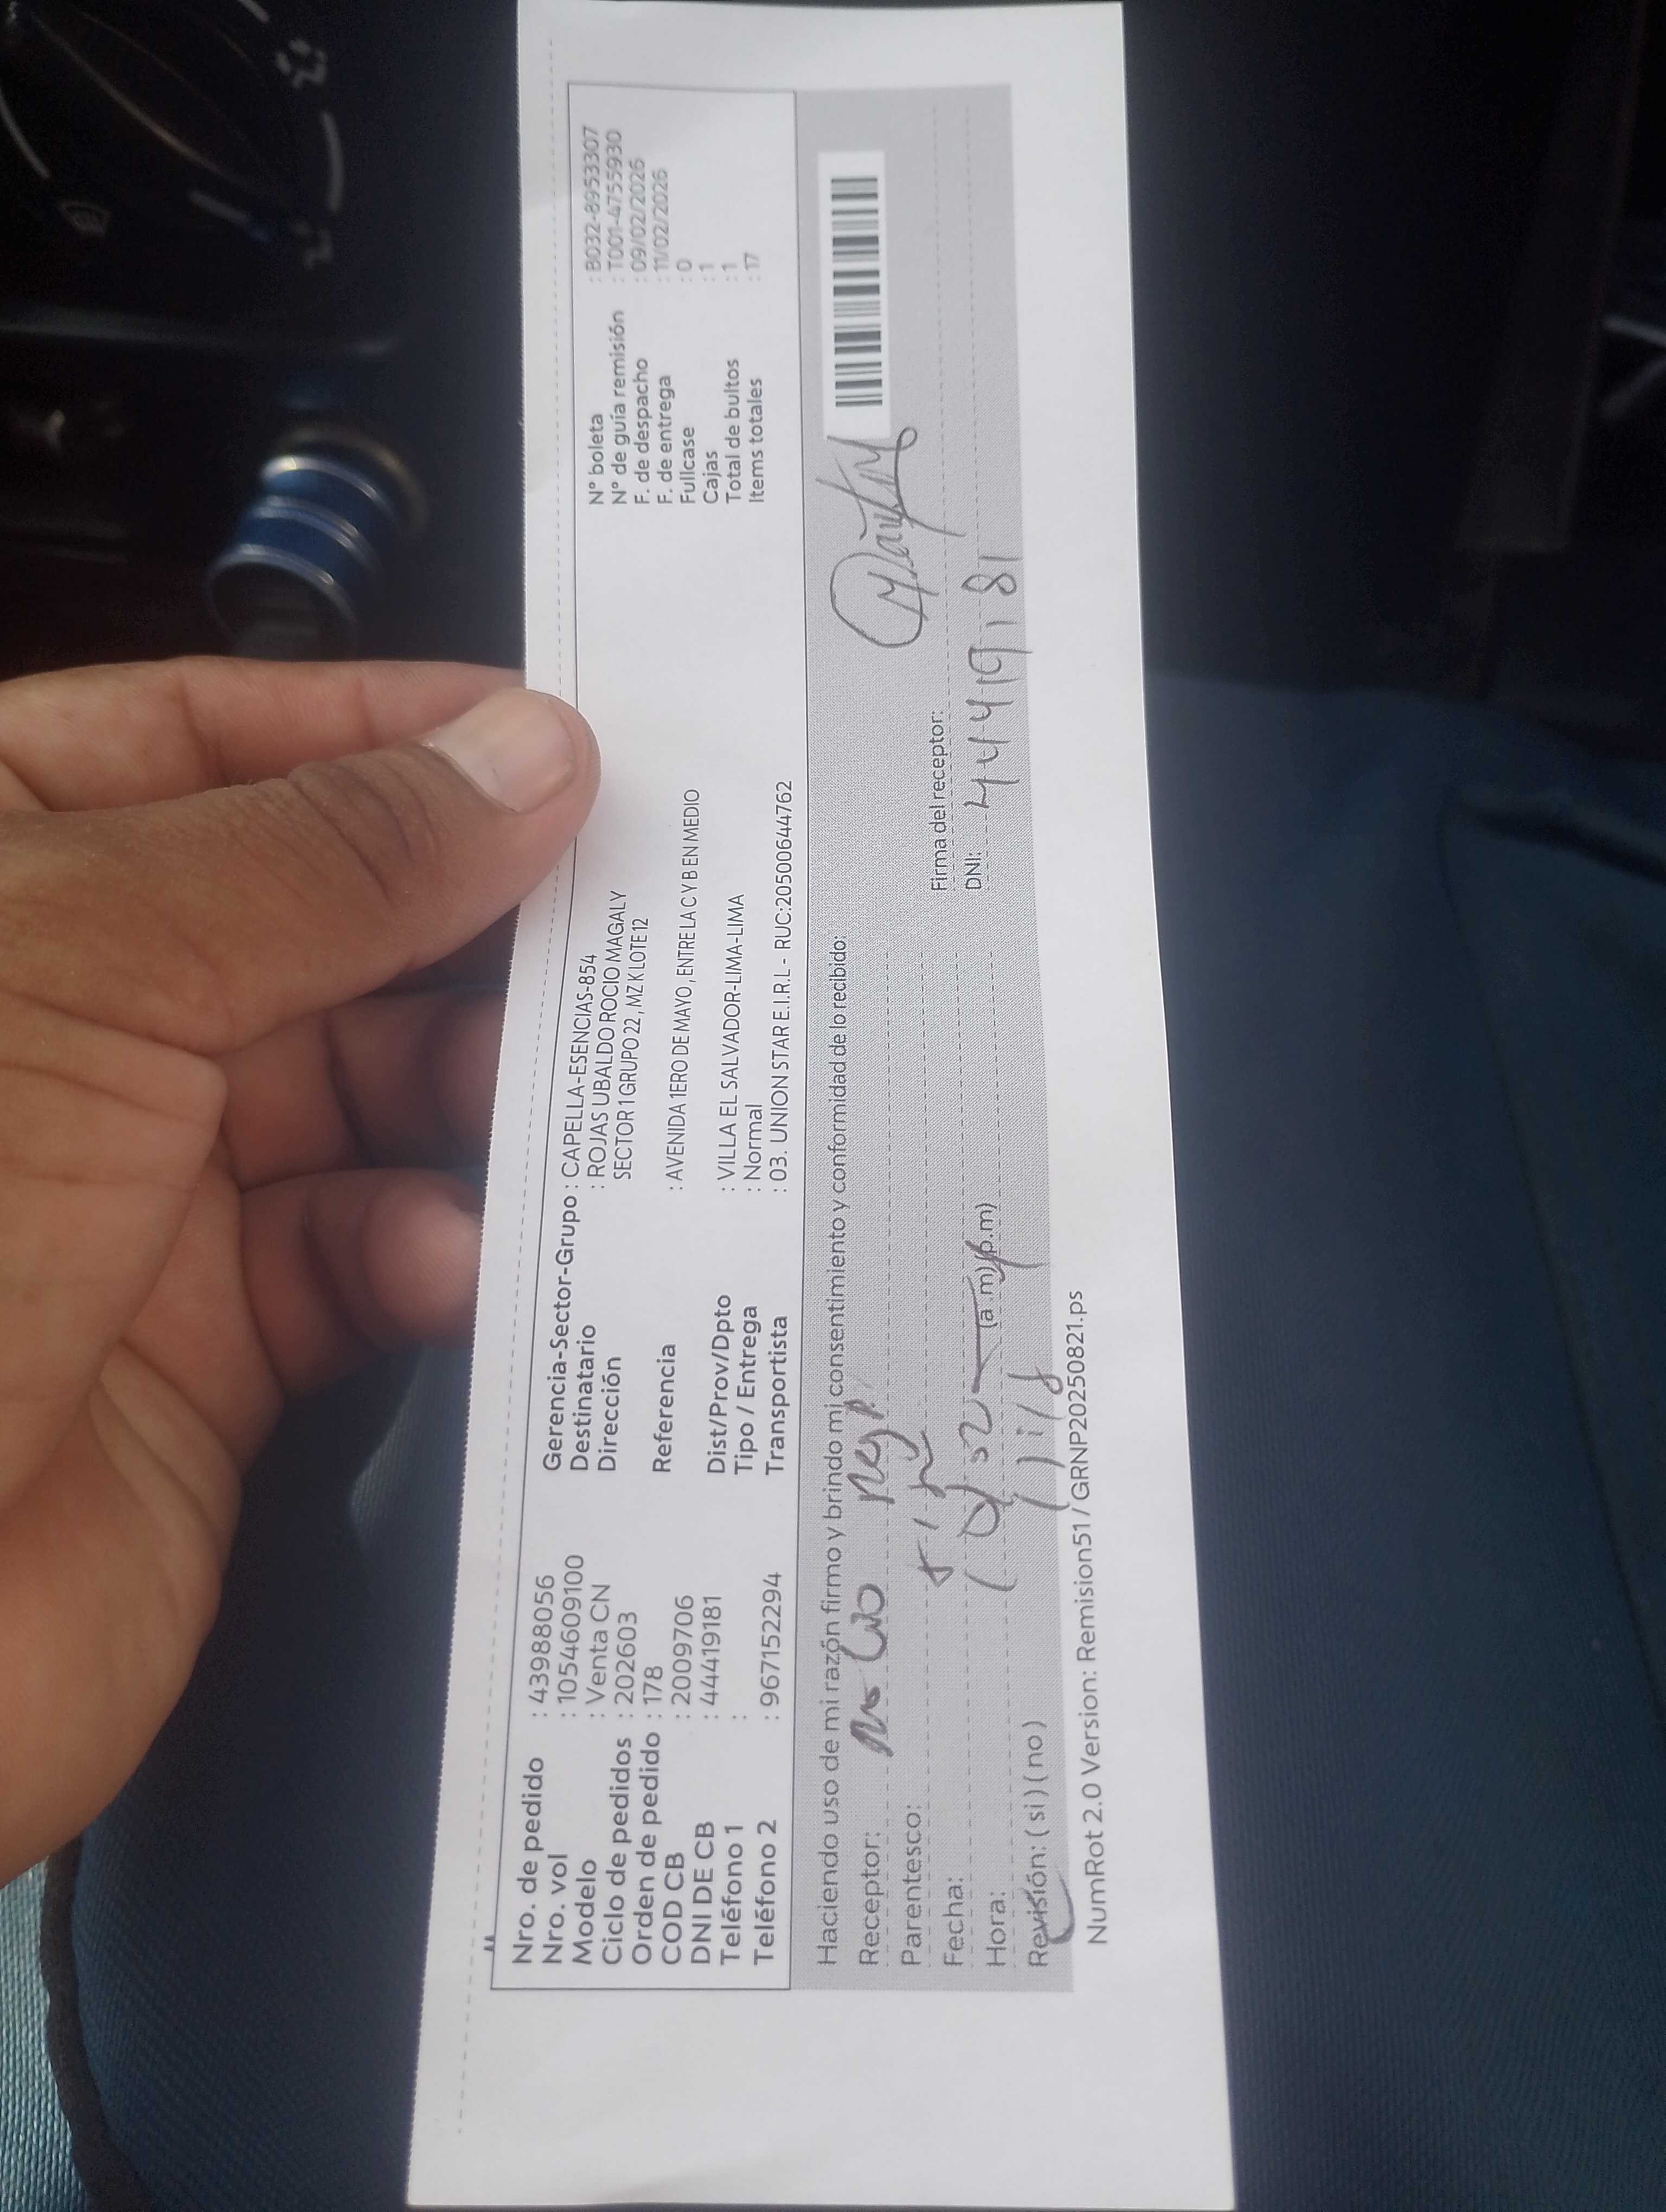 Nro. de pedido : 43988056
Nro. vol : 1054609100
Modelo : Venta CN
Ciclo de pedidos : 202603
Orden de pedido : 178
COD CB : 2009706
DNI DE CB : 44419181
Teléfono 1 :
Teléfono 2 : 967152294
Gerencia-Sector-Grupo : CAPELLA-ESENCIAS-854
Destinatario : ROJAS UBALDO ROCIO MAGALY
Dirección SECTOR 1 GRUPO 22 , MZ K LOTE 12
Referencia : AVENIDA 1ERO DE MAYO , ENTRE LA C Y B EN MEDIO
Dist/Prov/Dpto : VILLA EL SALVADOR-LIMA-LIMA
Tipo / Entrega : Normal
Transportista : 03. UNION STAR E.I.R.L - RUC:20500644762
N° boleta : B032-8953307
N° de guía remisión : T001-4755930
F. de despacho : 09/02/2026
F. de entrega : 11/02/2026
Fullcase : 0
Cajas : 1
Total de bultos : 1
Items totales : 17
Haciendo uso de mi razón firmo y brindo mi consentimiento y conformidad de lo recibido:
Receptor:
Parentesco:
Fecha:
Hora: (a.m)(p.m)
Revisión: ( si ) ( no )
Firma del receptor:
DNI: 44419181
NumRot 2.0 Version: Remision51 / GRNP20250821.ps